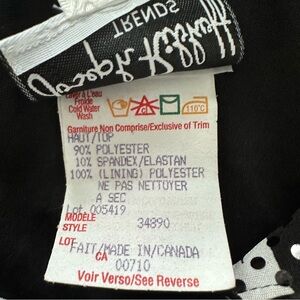 Joseph Ribkoff
TRENDS
Laver à L'eau
Froide
Cold Water
Wash
110°C
Garniture Non Comprise/Exclusive of Trim
HAUT/TOP
90% POLYESTER
10% SPANDEX/ELASTAN
100% (LINING) POLYESTER
NE PAS NETTOYER
A SEC
Lot 005419
MODÈLE
STYLE 34890
LOT FAIT/MADE IN/CANADA
CA 00710
Voir Verso/See Reverse